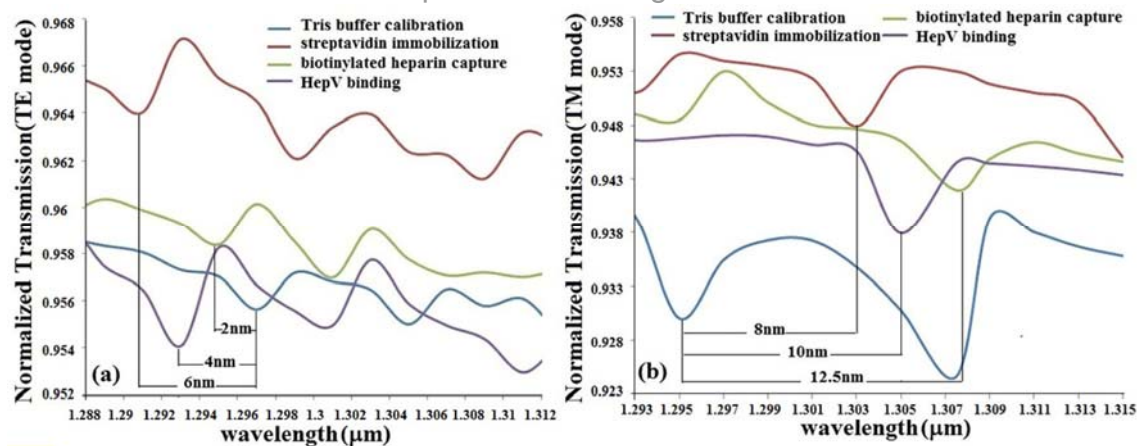 0.968
0.966
0.964
0.962
0.96
0.958
0.956
0.954
0.952
Normalized Transmission(TE mode)
Tris buffer calibration
streptavidin immobilization
biotinylated heparin capture
HepV binding
2nm
4nm
6nm
(a)
1.288 1.29 1.292 1.294 1.296 1.298 1.3 1.302 1.304 1.306 1.308 1.31 1.312
wavelength(μm)
0.958
0.953
0.948
0.943
0.938
0.933
0.928
0.923
Normalized Transmission(TM mode)
Tris buffer calibration biotinylated heparin capture
streptavidin immobilization HepV binding
8nm
10nm
12.5nm
(b)
1.293 1.295 1.297 1.299 1.301 1.303 1.305 1.307 1.309 1.311 1.313 1.315
wavelength(μm)